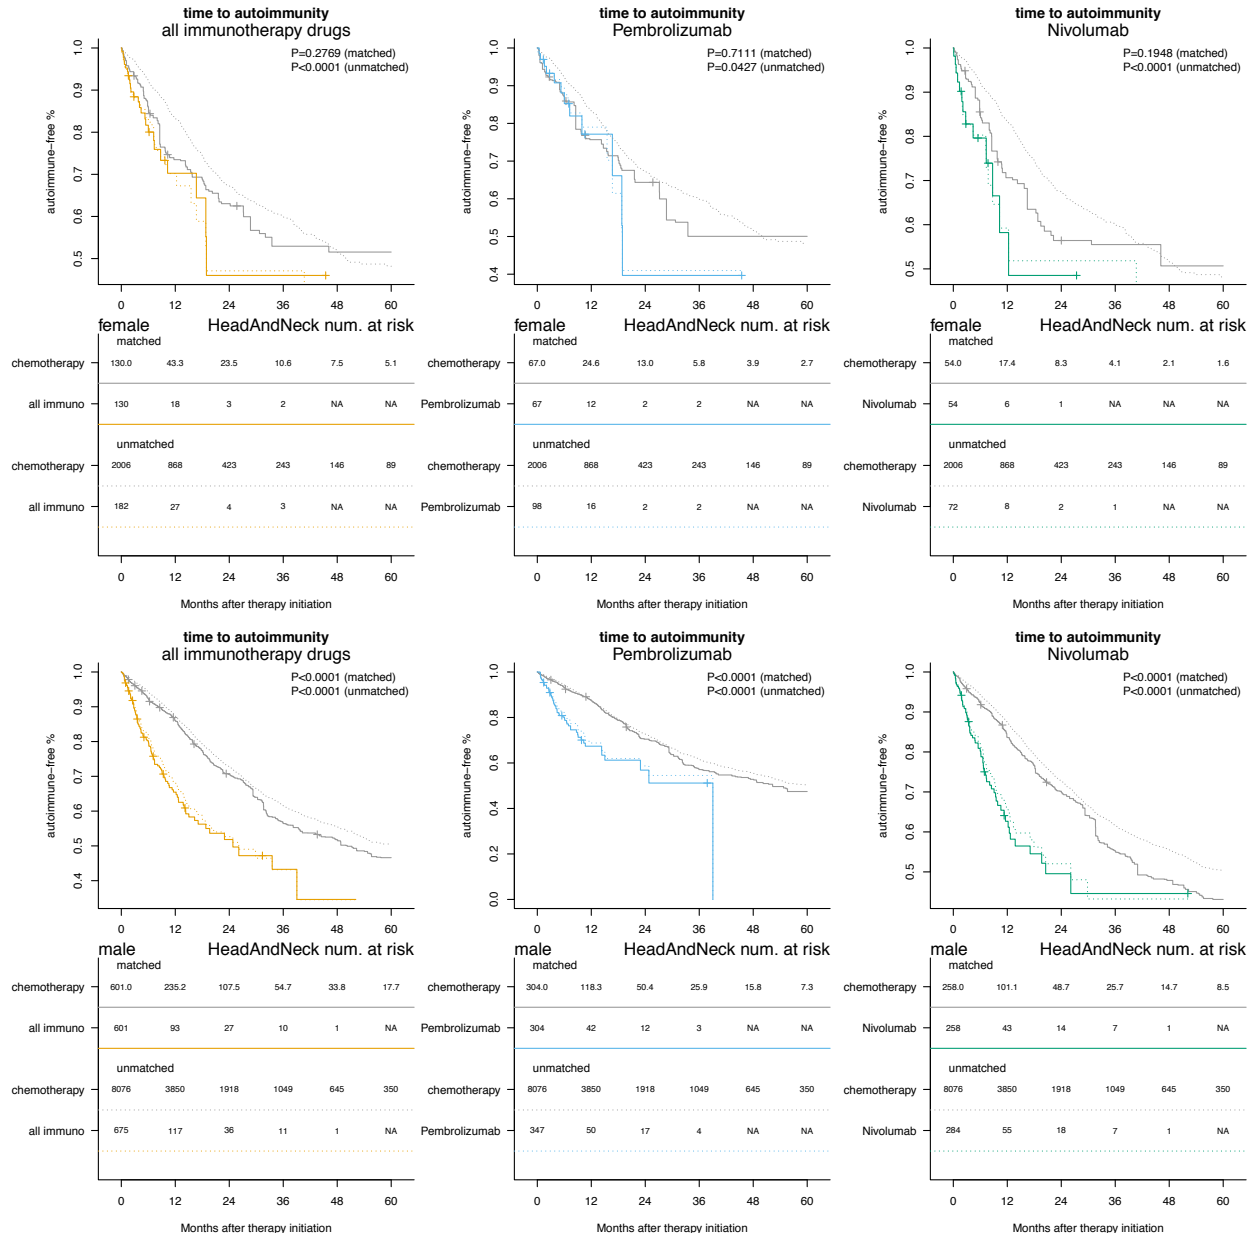 time to autoimmunity
all immunotherapy drugs
P=0.2769 (matched)
P<0.0001 (unmatched)
autoimmune−free %
1.0
0.9
0.8
0.7
0.6
0.5
0 12 24 36 48 60
time to autoimmunity
Pembrolizumab
P=0.7111 (matched)
P=0.0427 (unmatched)
autoimmune−free %
1.0
0.9
0.8
0.7
0.6
0.5
0.4
0 12 24 36 48 60
time to autoimmunity
Nivolumab
P=0.1948 (matched)
P<0.0001 (unmatched)
autoimmune−free %
1.0
0.9
0.8
0.7
0.6
0.5
0 12 24 36 48 60
female HeadAndNeck num. at risk
matched
chemotherapy 130.0 43.3 23.5 10.6 7.5 5.1
all immuno 130 18 3 2 NA NA
unmatched
chemotherapy 2006 868 423 243 146 89
all immuno 182 27 4 3 NA NA
0 12 24 36 48 60
Months after therapy initiation
female HeadAndNeck num. at risk
matched
chemotherapy 67.0 24.6 13.0 5.8 3.9 2.7
Pembrolizumab 67 12 2 2 NA NA
unmatched
chemotherapy 2006 868 423 243 146 89
Pembrolizumab 98 16 2 2 NA NA
0 12 24 36 48 60
Months after therapy initiation
female HeadAndNeck num. at risk
matched
chemotherapy 54.0 17.4 8.3 4.1 2.1 1.6
Nivolumab 54 6 1 NA NA NA
unmatched
chemotherapy 2006 868 423 243 146 89
Nivolumab 72 8 2 1 NA NA
0 12 24 36 48 60
Months after therapy initiation
time to autoimmunity
all immunotherapy drugs
P<0.0001 (matched)
P<0.0001 (unmatched)
autoimmune−free %
1.0
0.9
0.8
0.7
0.6
0.5
0.4
0 12 24 36 48 60
time to autoimmunity
Pembrolizumab
P<0.0001 (matched)
P<0.0001 (unmatched)
autoimmune−free %
1.0
0.8
0.6
0.4
0.2
0.0
0 12 24 36 48 60
time to autoimmunity
Nivolumab
P<0.0001 (matched)
P<0.0001 (unmatched)
autoimmune−free %
1.0
0.9
0.8
0.7
0.6
0.5
0 12 24 36 48 60
male HeadAndNeck num. at risk
matched
chemotherapy 601.0 235.2 107.5 54.7 33.8 17.7
all immuno 601 93 27 10 1 NA
unmatched
chemotherapy 8076 3850 1918 1049 645 350
all immuno 675 117 36 11 1 NA
0 12 24 36 48 60
Months after therapy initiation
male HeadAndNeck num. at risk
matched
chemotherapy 304.0 118.3 50.4 25.9 15.8 7.3
Pembrolizumab 304 42 12 3 NA NA
unmatched
chemotherapy 8076 3850 1918 1049 645 350
Pembrolizumab 347 50 17 4 NA NA
0 12 24 36 48 60
Months after therapy initiation
male HeadAndNeck num. at risk
matched
chemotherapy 258.0 101.1 48.7 25.7 14.7 8.5
Nivolumab 258 43 14 7 1 NA
unmatched
chemotherapy 8076 3850 1918 1049 645 350
Nivolumab 284 55 18 7 1 NA
0 12 24 36 48 60
Months after therapy initiation